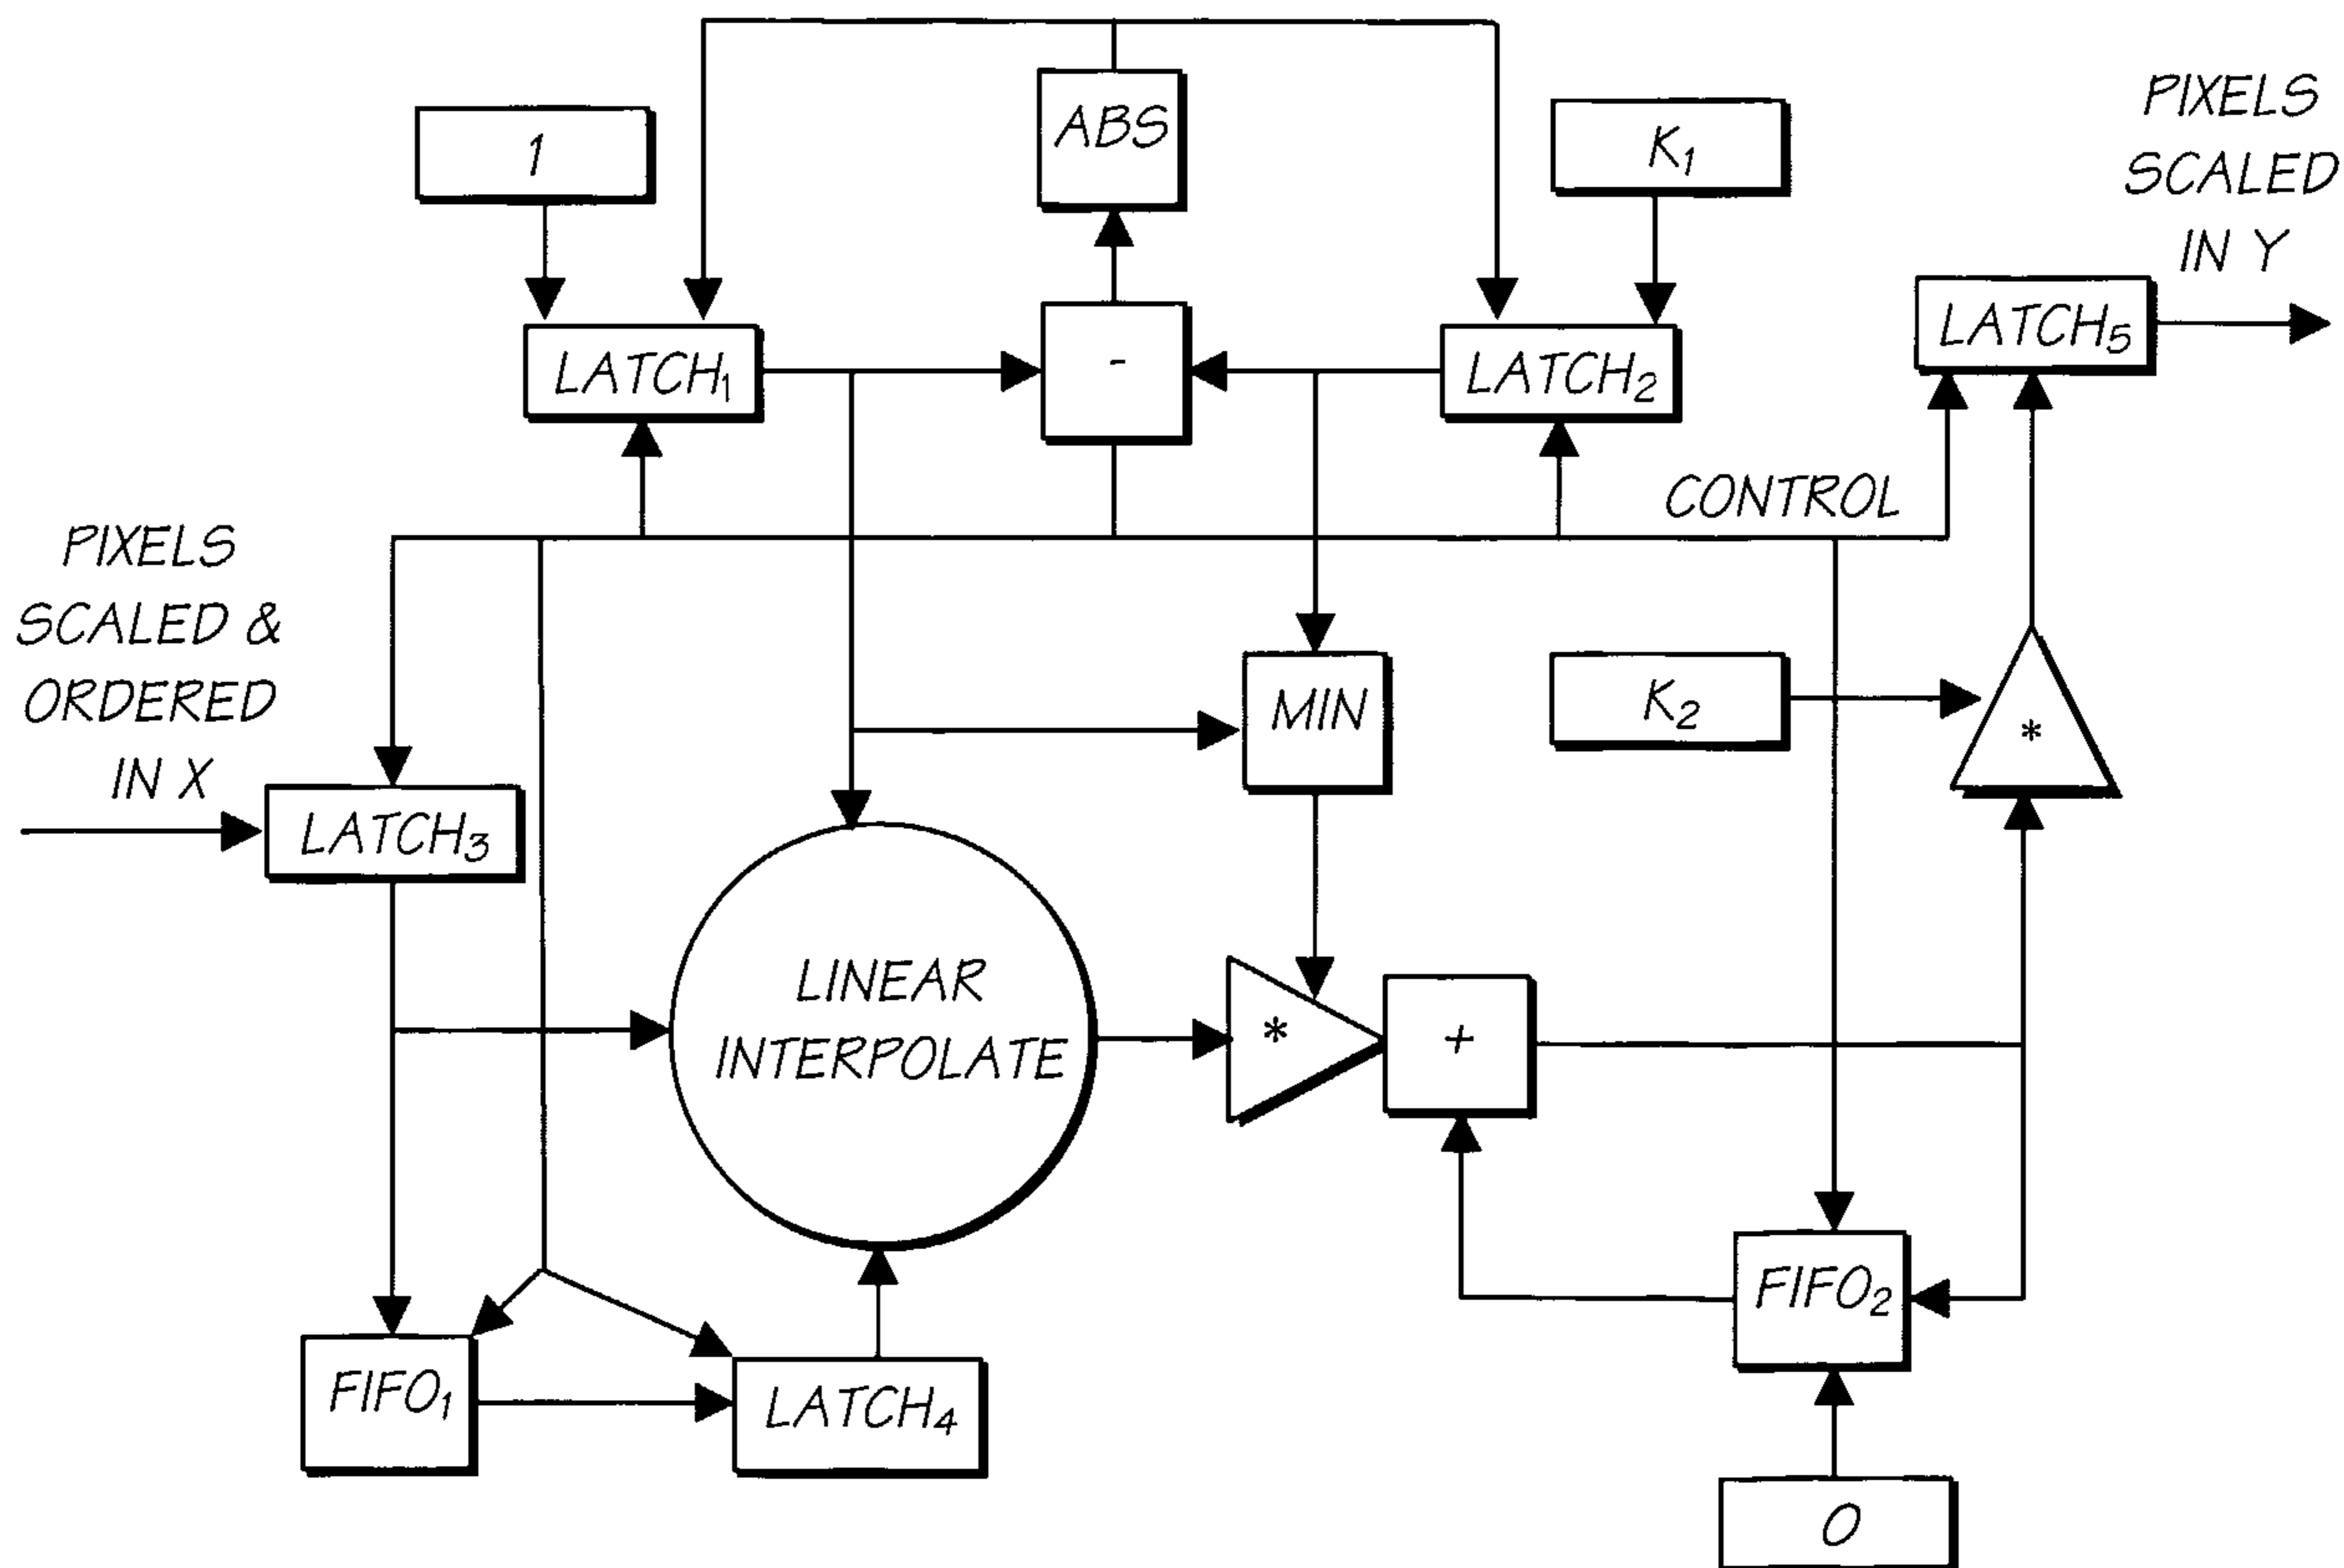 ABS
1
K₁
PIXELS
SCALED
IN Y
LATCH₁
-
LATCH₂
LATCH₅
CONTROL
PIXELS
SCALED &
ORDERED
IN X
MIN
K₂
*
LATCH₃
LINEAR
INTERPOLATE
*
+
FIFO₂
FIFO₁
LATCH₄
0